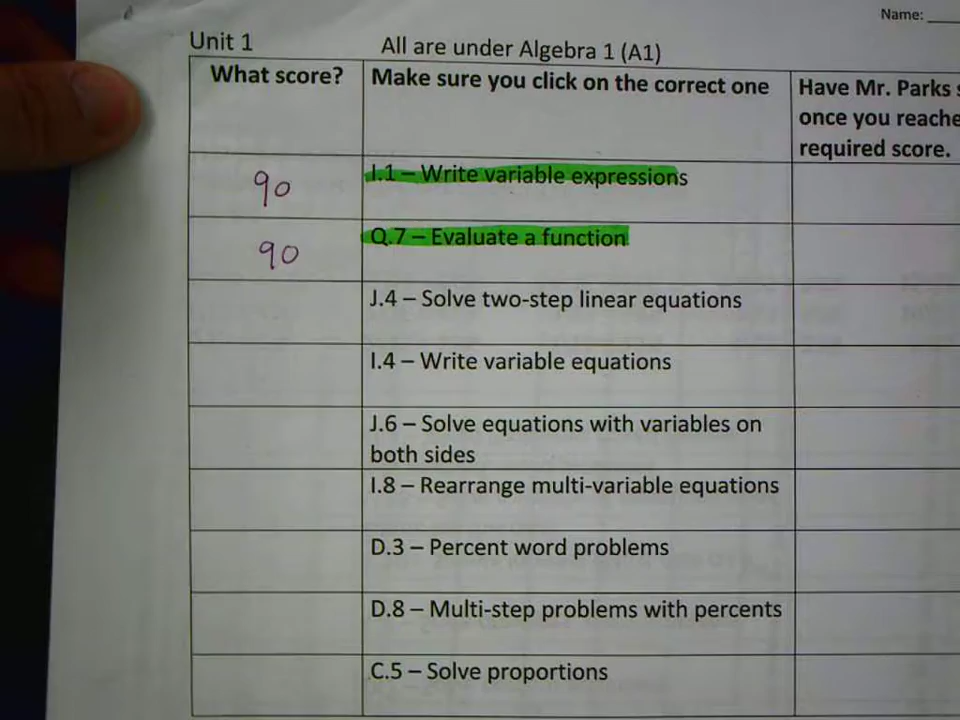 Name:
Unit 1
All are under Algebra 1 (A1)
What score?
Make sure you click on the correct one
Have Mr. Parks
once you reache
required score.
90
I.1 – Write variable expressions
90
Q.7 – Evaluate a function
J.4 – Solve two-step linear equations
I.4 – Write variable equations
J.6 – Solve equations with variables on
both sides
I.8 – Rearrange multi-variable equations
D.3 – Percent word problems
D.8 – Multi-step problems with percents
C.5 – Solve proportions